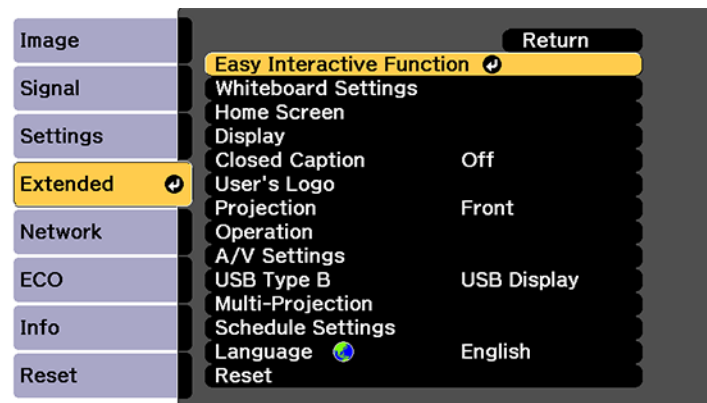 Image
Signal
Settings
Extended
Network
ECO
Info
Reset
Return
Easy Interactive Function
Whiteboard Settings
Home Screen
Display
Closed Caption Off
User's Logo
Projection Front
Operation
A/V Settings
USB Type B USB Display
Multi-Projection
Schedule Settings
Language English
Reset